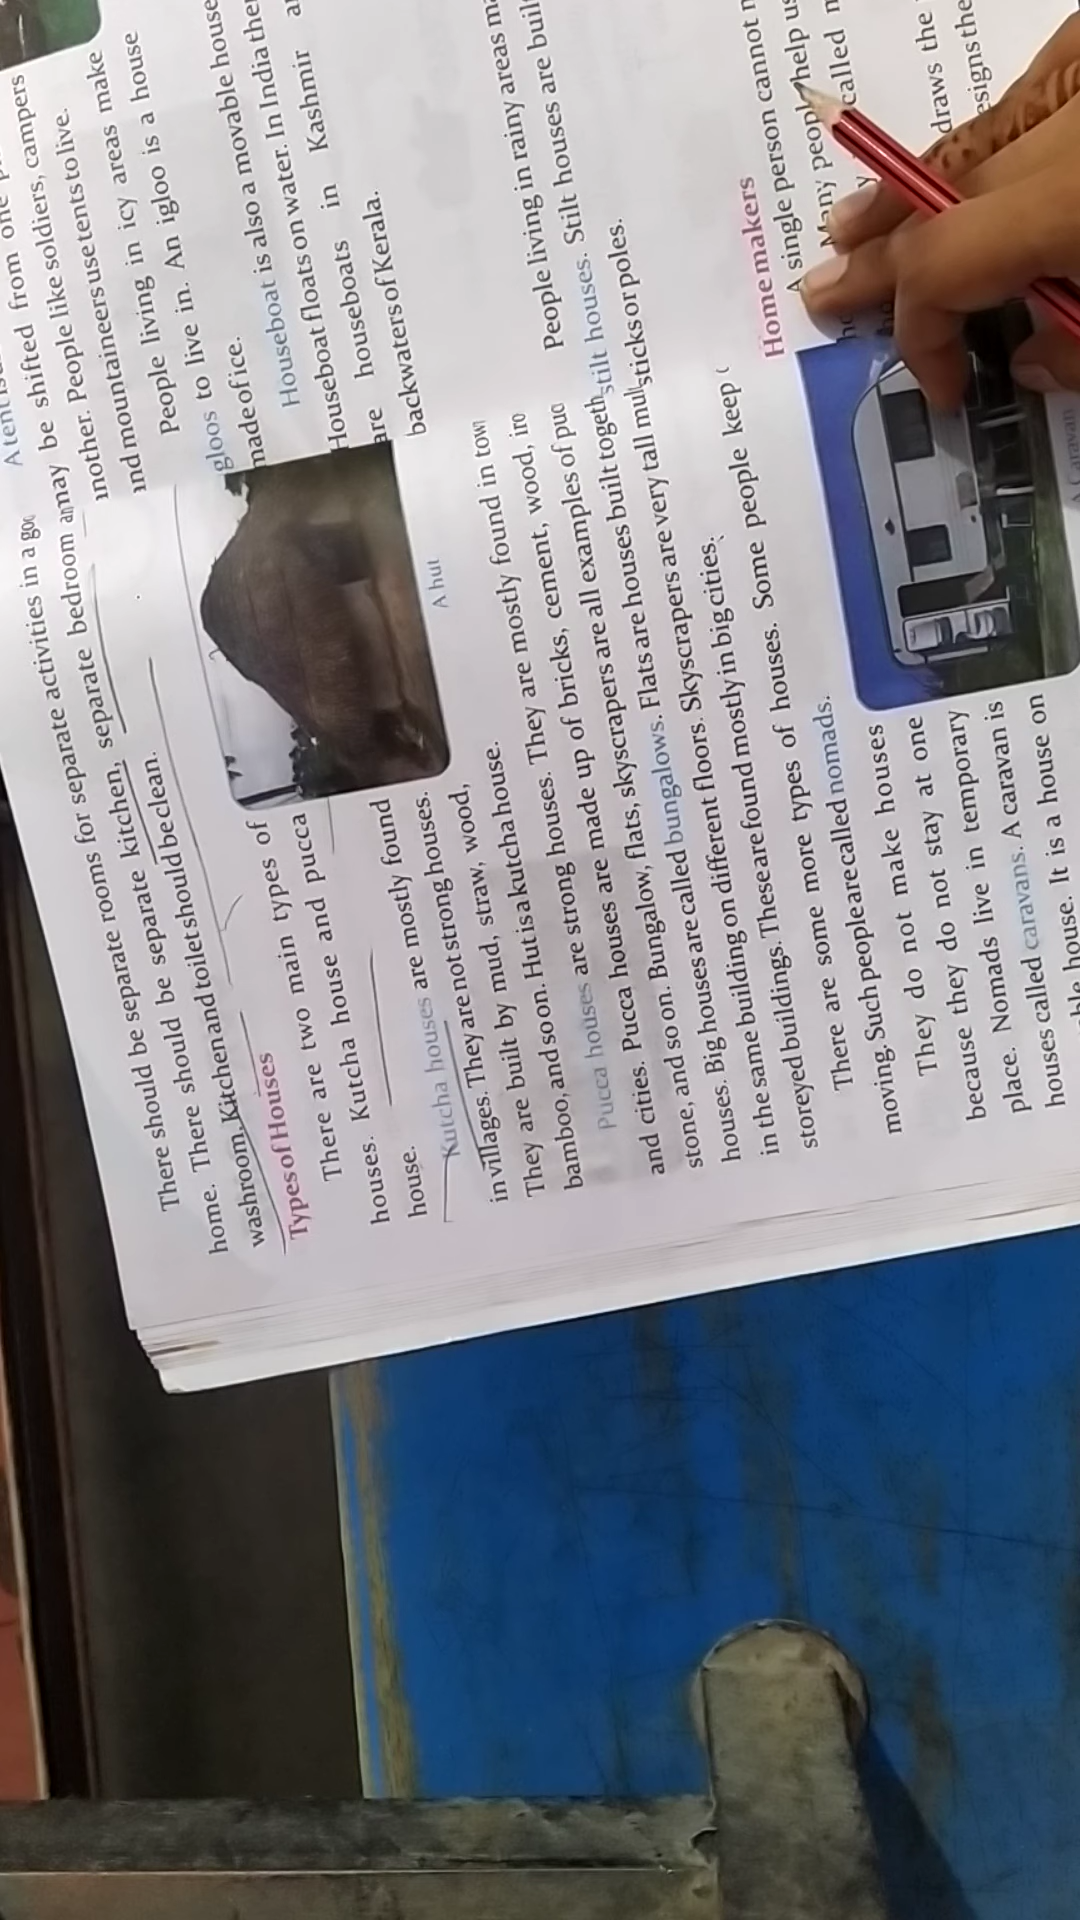 There should be separate rooms for separate activities in a
home. There should be separate kitchen, separate bedroom
washroom. Kitchen and toilet should be clean.
Types of Houses
There are two main types of
houses. Kutcha house and pucca
house.
Kutcha houses are mostly found
in villages. They are not strong houses.
They are built by mud, straw, wood,
bamboo, and so on. Hut is a kutcha house.
A hut
Pucca houses are strong houses. They are mostly found in
and cities. Pucca houses are made up of bricks, cement, wood,
stone, and so on. Bungalow, flats, skyscrapers are all examples of
houses. Big houses are called bungalows. Flats are houses built
in the same building on different floors. Skyscrapers are very tall
storeyed buildings. These are found mostly in big cities.
There are some more types of houses. Some people keep
moving. Such people are called nomads.
They do not make houses
because they do not stay at one
place. Nomads live in temporary
houses called caravans. A caravan is
house. It is a house on
A Caravan
A tent
may be shifted from one
another. People like soldiers, campers
and mountaineers use tents to live.
People living in icy areas make
to live in. An igloo is a house
made of ice.
Houseboat is also a movable house
Houseboat floats on water. In India
are houseboats in Kashmir
backwaters of Kerala.
People living in rainy areas
stilt houses. Stilt houses are
sticks or poles.
Home makers
A single person cannot
Many people help
called
draws the